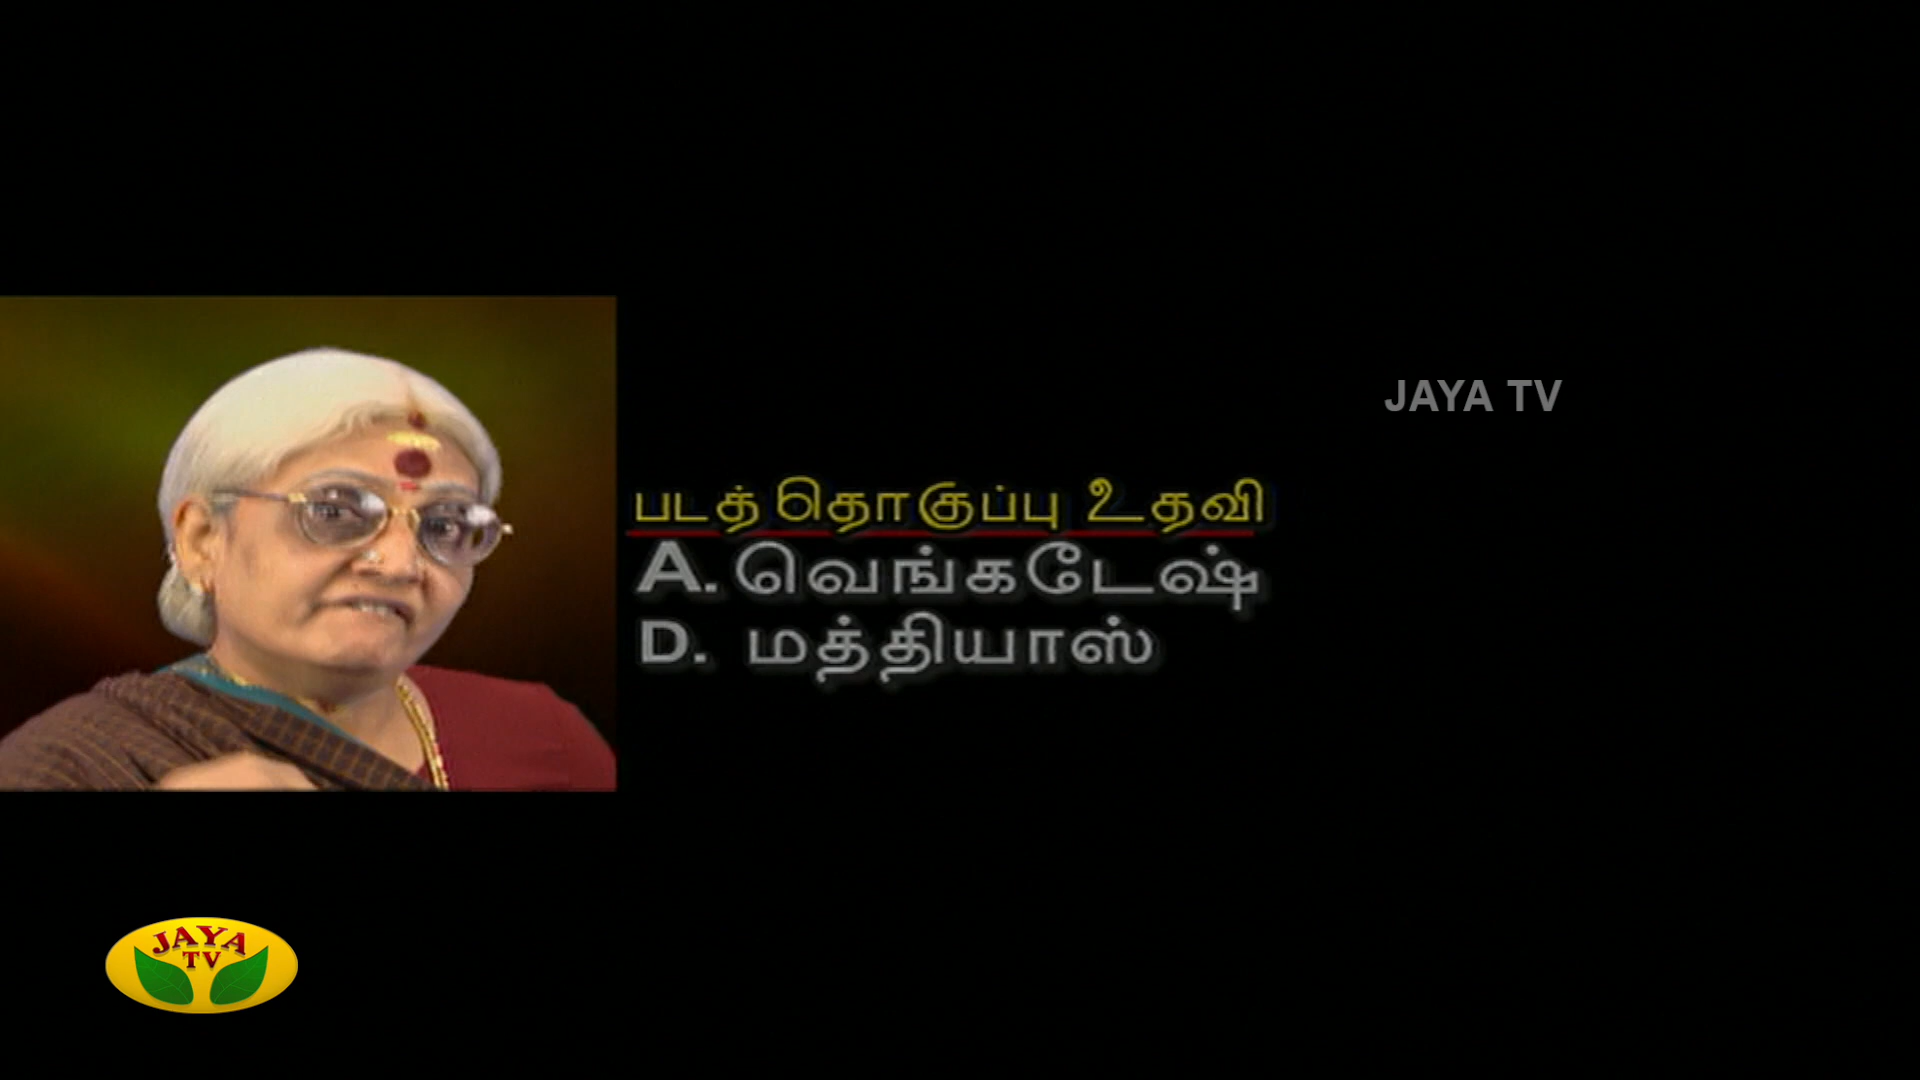 JAYA TV
படத் தொகுப்பு உதவி
A. வெங்கடேஷ்
D. மத்தியாஸ்
JAYA
TV